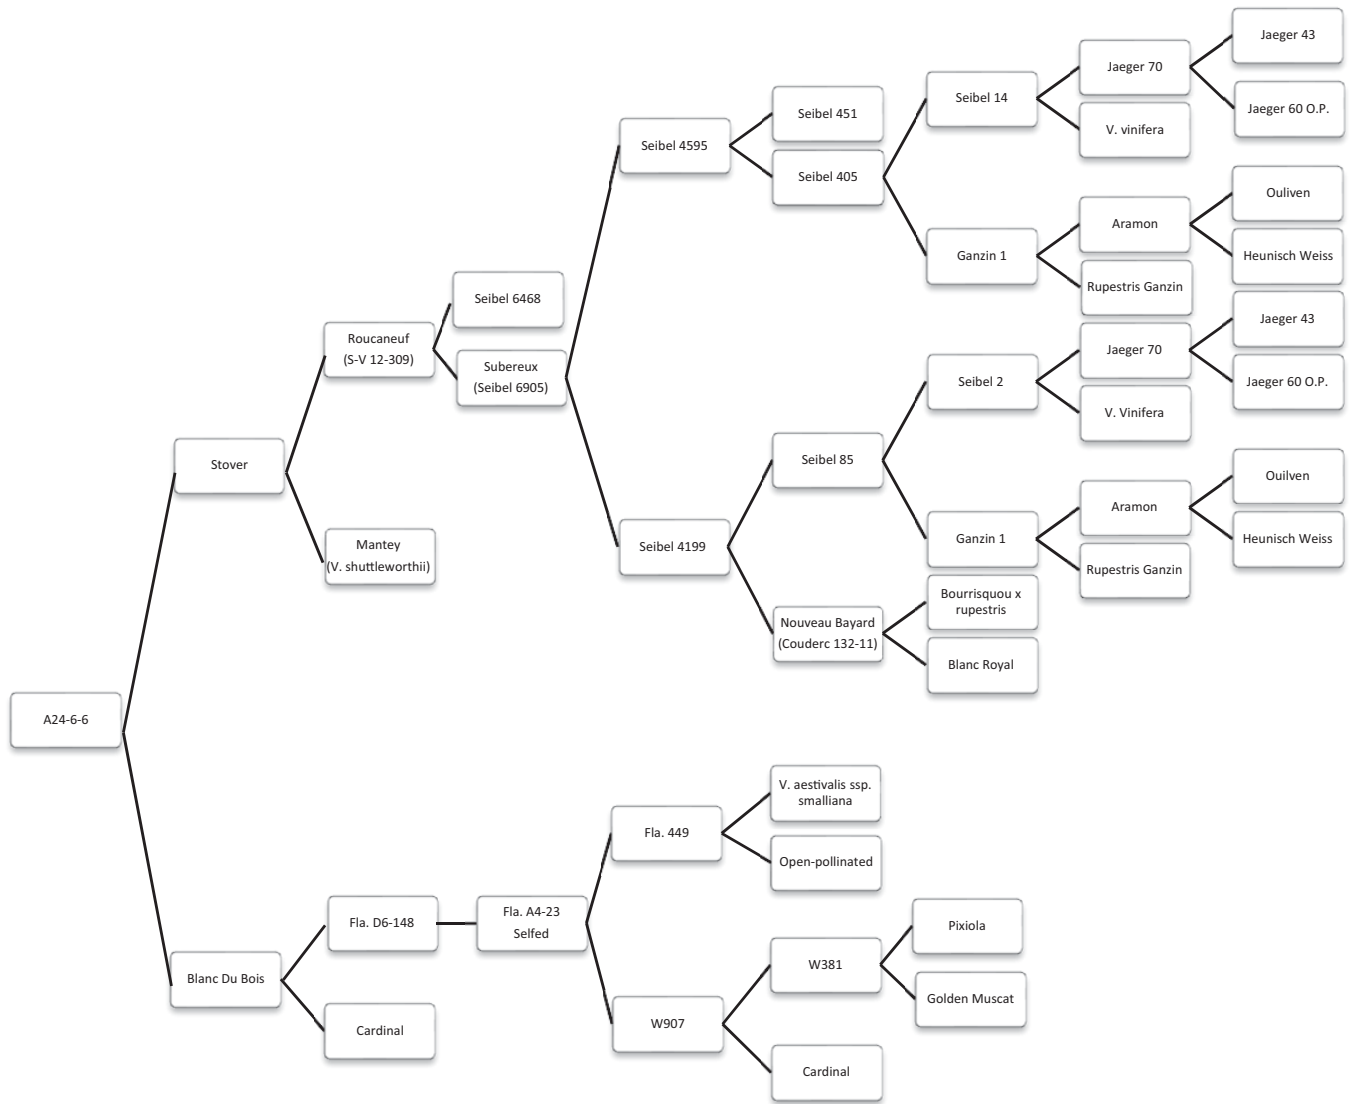 Jaeger 43
Jaeger 70
Seibel 14
Jaeger 60 O.P.
Seibel 451
V. vinifera
Seibel 4595
Seibel 405
Ouliven
Aramon
Ganzin 1
Heunisch Weiss
Rupestris Ganzin
Seibel 6468
Jaeger 43
Roucaneuf
(S-V 12-309)
Jaeger 70
Subereux
(Seibel 6905)
Seibel 2
Jaeger 60 O.P.
V. Vinifera
Stover
Seibel 85
Ouilven
Aramon
Mantey
(V. shuttleworthii)
Seibel 4199
Ganzin 1
Heunisch Weiss
Rupestris Ganzin
Bourrisquou x
rupestris
Nouveau Bayard
(Couderc 132-11)
Blanc Royal
A24-6-6
V. aestivalis ssp.
smalliana
Fla. 449
Open-pollinated
Fla. D6-148
Fla. A4-23
Selfed
Pixiola
W381
Blanc Du Bois
Golden Muscat
Cardinal
W907
Cardinal